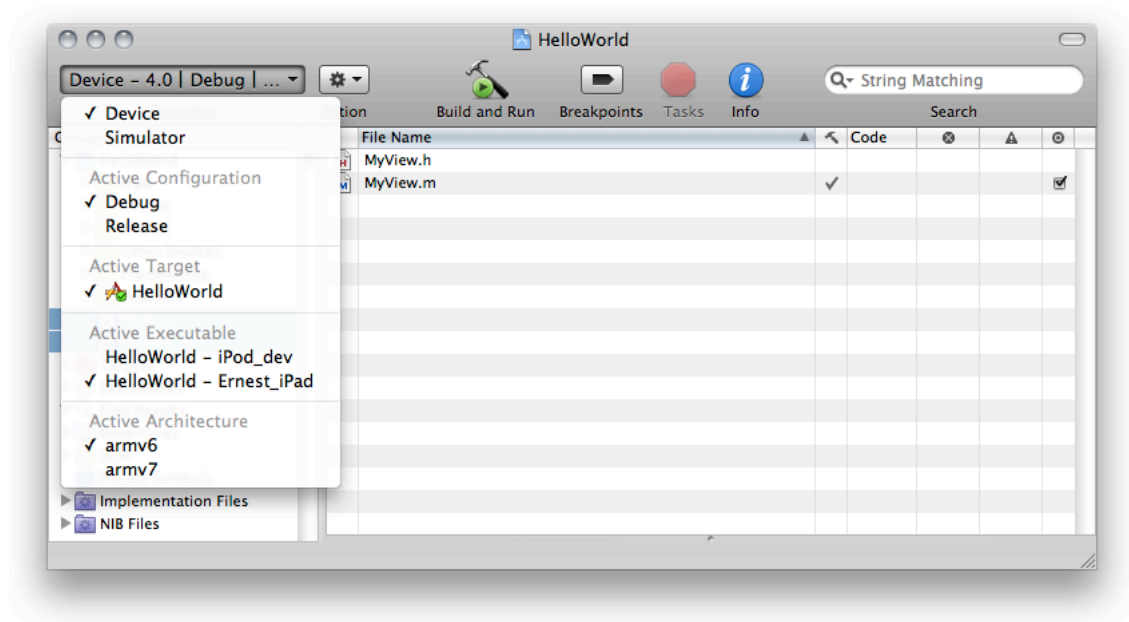 HelloWorld
Device – 4.0 | Debug | ...
String Matching
Build and Run Breakpoints Tasks Info Search
✓ Device
Simulator
Active Configuration
✓ Debug
Release
Active Target
✓ HelloWorld
Active Executable
HelloWorld – iPod_dev
✓ HelloWorld – Ernest_iPad
Active Architecture
✓ armv6
armv7
Implementation Files
NIB Files
File Name Code
MyView.h
MyView.m